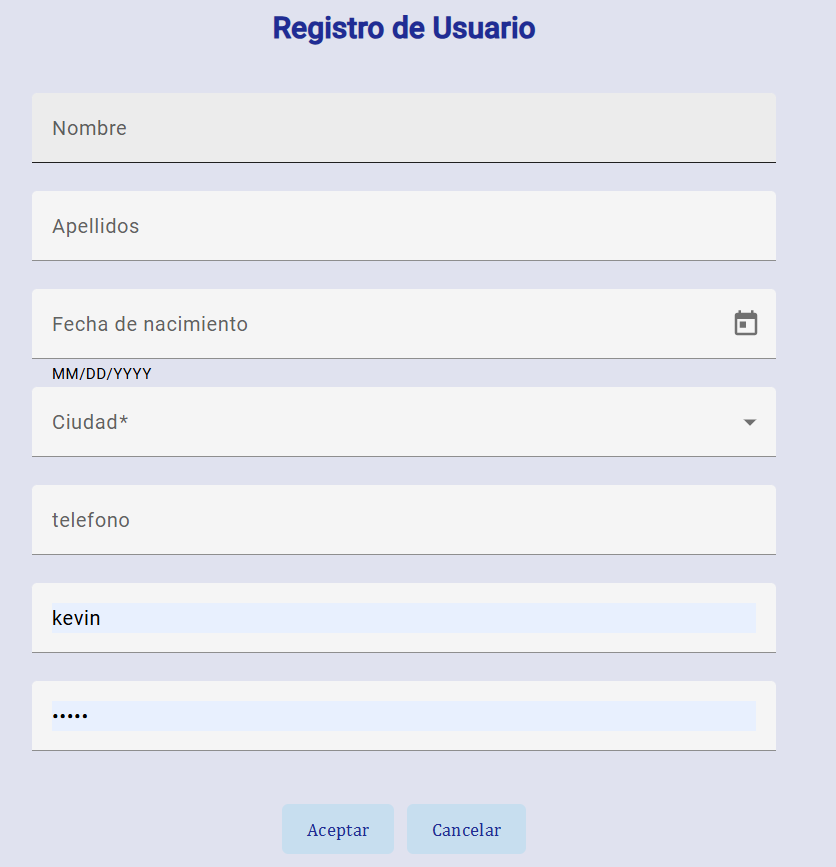 Registro de Usuario
Nombre
Apellidos
Fecha de nacimiento
MM/DD/YYYY
Ciudad*
telefono
kevin
•••••
Aceptar Cancelar